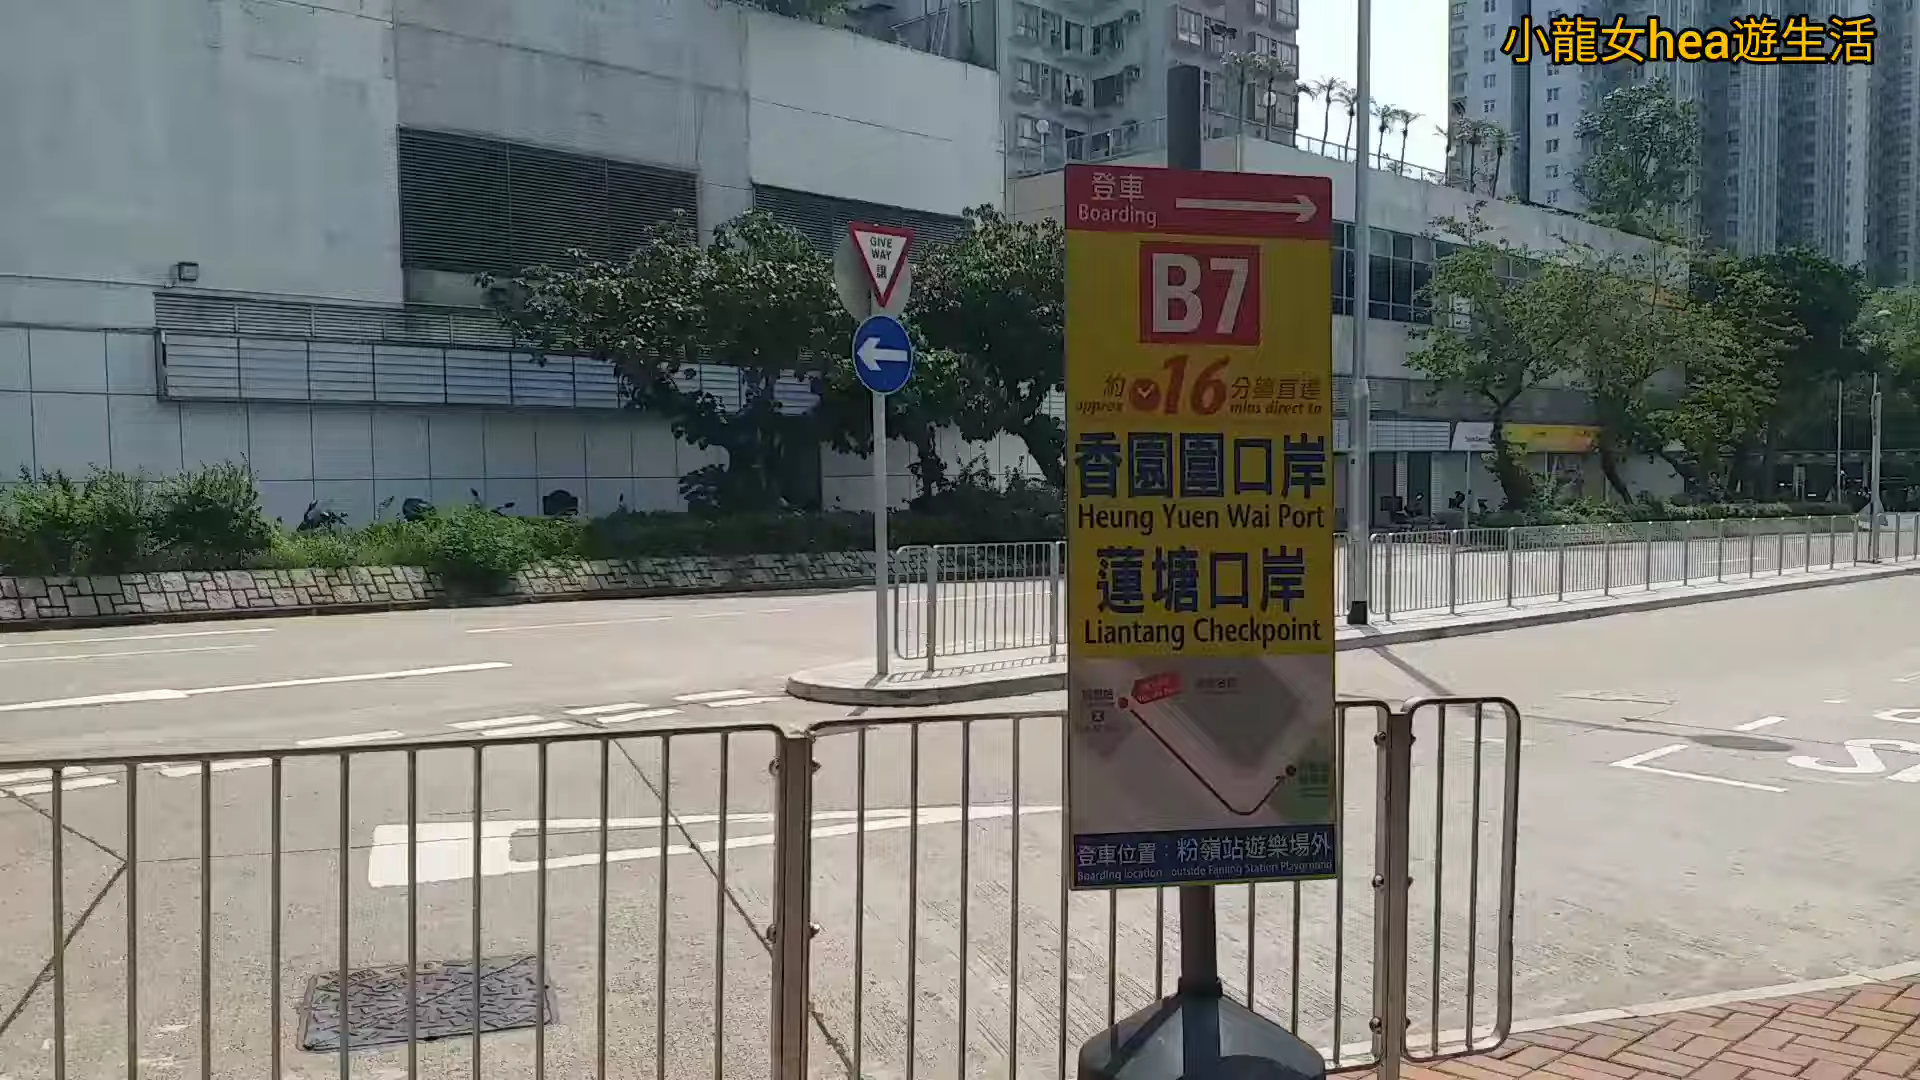 小龍女hea遊生活
登車
Boarding
B7
約 16 分鐘直達
approx mins direct to
香園圍口岸
Heung Yuen Wai Port
蓮塘口岸
Liantang Checkpoint
登車位置：粉嶺站遊樂場外
Boarding location : outside Fanling Station Playground
GIVE
WAY
讓